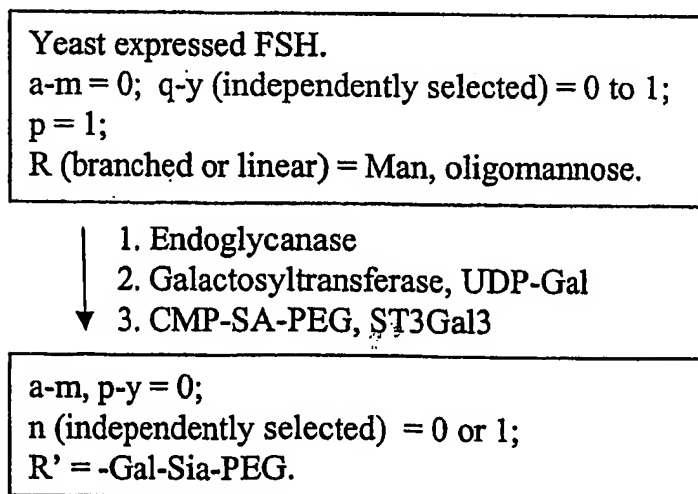 Yeast expressed FSH.
a-m = 0; q-y (independently selected) = 0 to 1;
p = 1;
R (branched or linear) = Man, oligomannose.
1. Endoglycanase
2. Galactosyltransferase, UDP-Gal
3. CMP-SA-PEG, ST3Gal3
a-m, p-y = 0;
n (independently selected) = 0 or 1;
R' = -Gal-Sia-PEG.